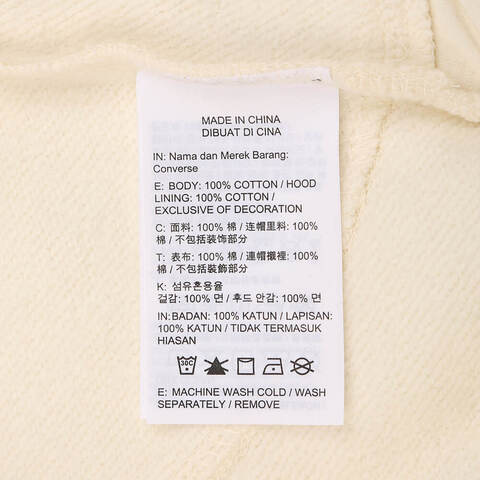 MADE IN CHINA
DIBUAT DI CINA
IN: Nama dan Merek Barang:
Converse
E: BODY: 100% COTTON / HOOD
LINING: 100% COTTON /
EXCLUSIVE OF DECORATION
C: 面料: 100% 棉 / 连帽里料: 100%
棉 / 不包括装饰部分
T: 表布: 100% 棉 / 連帽襯裡: 100%
棉 / 不包括裝飾部分
K: 섬유혼용율
겉감: 100% 면 / 후드 안감: 100% 면
IN: BADAN: 100% KATUN / LAPISAN:
100% KATUN / TIDAK TERMASUK
HIASAN
30C
E: MACHINE WASH COLD / WASH
SEPARATELY / REMOVE